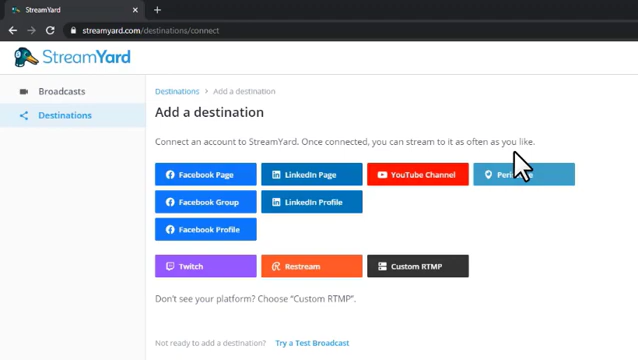 StreamYard
streamyard.com/destinations/connect
StreamYard
Broadcasts
Destinations
Destinations > Add a destination
Add a destination
Connect an account to StreamYard. Once connected, you can stream to it as often as you like.
Facebook Page LinkedIn Page YouTube Channel
Facebook Group LinkedIn Profile
Facebook Profile
Twitch Restream Custom RTMP
Don't see your platform? Choose "Custom RTMP".
Not ready to add a destination? Try a Test Broadcast